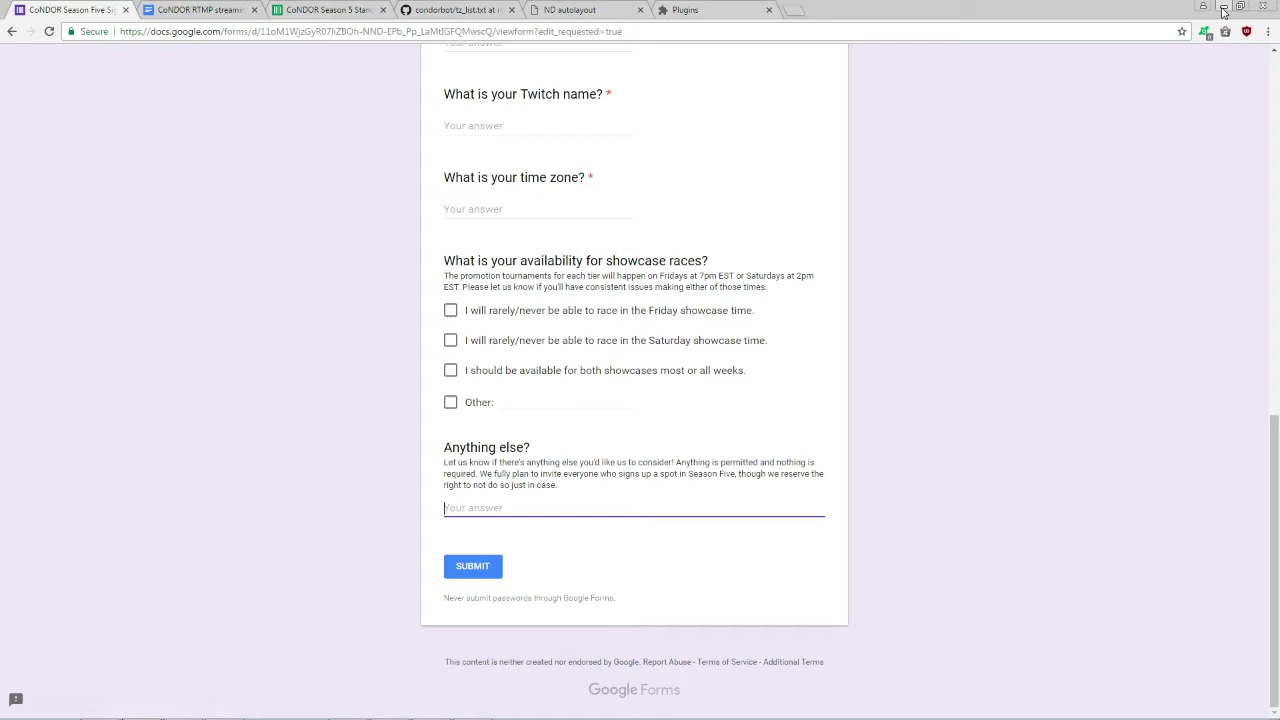 CoNDOR Season Five Sig
CoNDOR RTMP streamin
CoNDOR Season 5 Stand
condorbot/tz_list.txt at m
ND autolayout
Plugins
Secure
https://docs.google.com/forms/d/11oM1WjzGyR07liZBOh-NND-EPb_Pp_LaMtIGFQMwscQ/viewform?edit_requested=true
What is your Twitch name? *
Your answer
What is your time zone? *
Your answer
What is your availability for showcase races?
The promotion tournaments for each tier will happen on Fridays at 7pm EST or Saturdays at 2pm
EST. Please let us know if you'll have consistent issues making either of those times.
I will rarely/never be able to race in the Friday showcase time.
I will rarely/never be able to race in the Saturday showcase time.
I should be available for both showcases most or all weeks.
Other:
Anything else?
Let us know if there's anything else you'd like us to consider! Anything is permitted and nothing is
required. We fully plan to invite everyone who signs up a spot in Season Five, though we reserve the
right to not do so just in case.
Your answer
SUBMIT
Never submit passwords through Google Forms.
This content is neither created nor endorsed by Google. Report Abuse - Terms of Service - Additional Terms
Google Forms